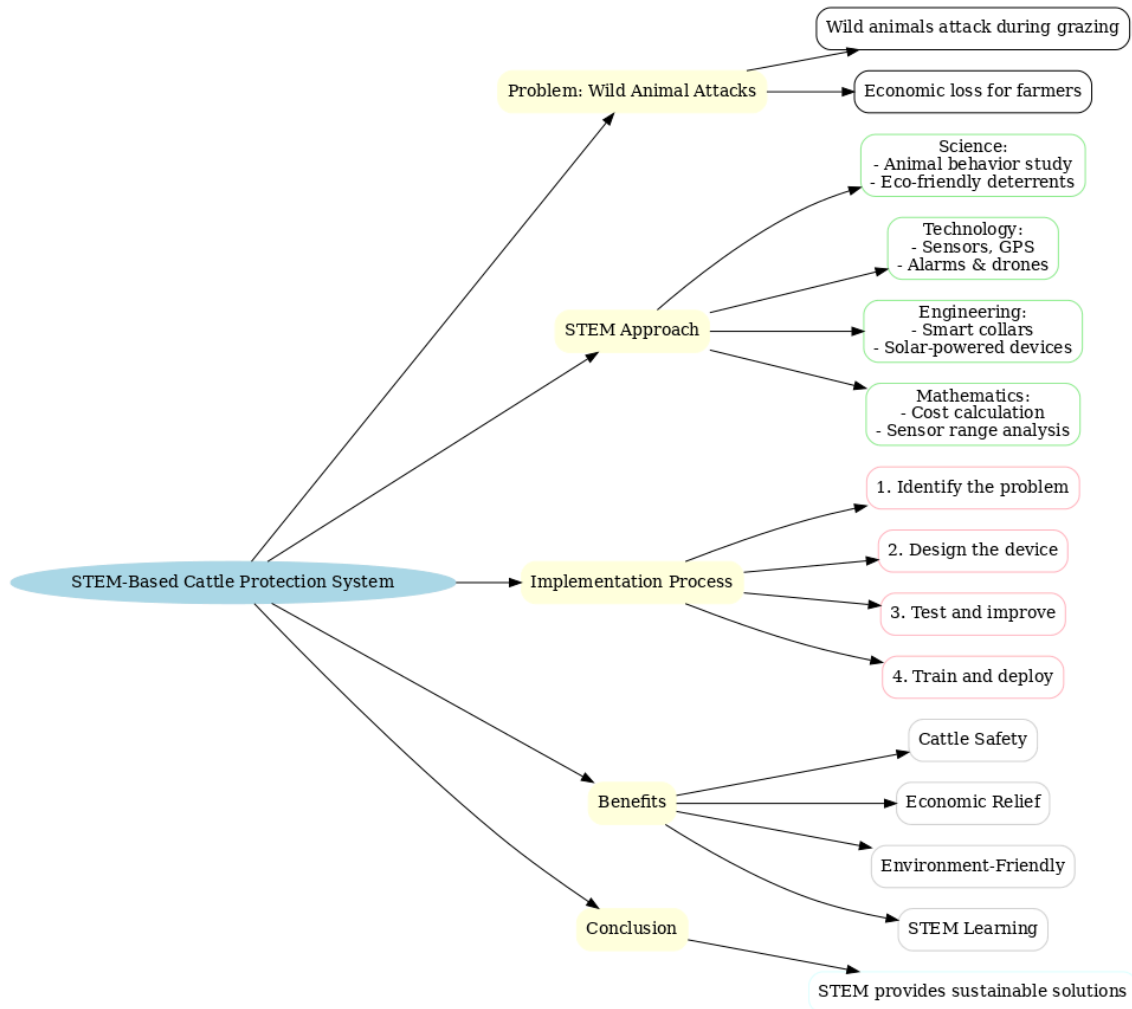 Wild animals attack during grazing
Problem: Wild Animal Attacks
Economic loss for farmers
Science:
- Animal behavior study
- Eco-friendly deterrents
Technology:
- Sensors, GPS
- Alarms & drones
STEM Approach
Engineering:
- Smart collars
- Solar-powered devices
Mathematics:
- Cost calculation
- Sensor range analysis
1. Identify the problem
2. Design the device
STEM-Based Cattle Protection System
Implementation Process
3. Test and improve
4. Train and deploy
Cattle Safety
Benefits
Economic Relief
Environment-Friendly
Conclusion
STEM Learning
STEM provides sustainable solutions